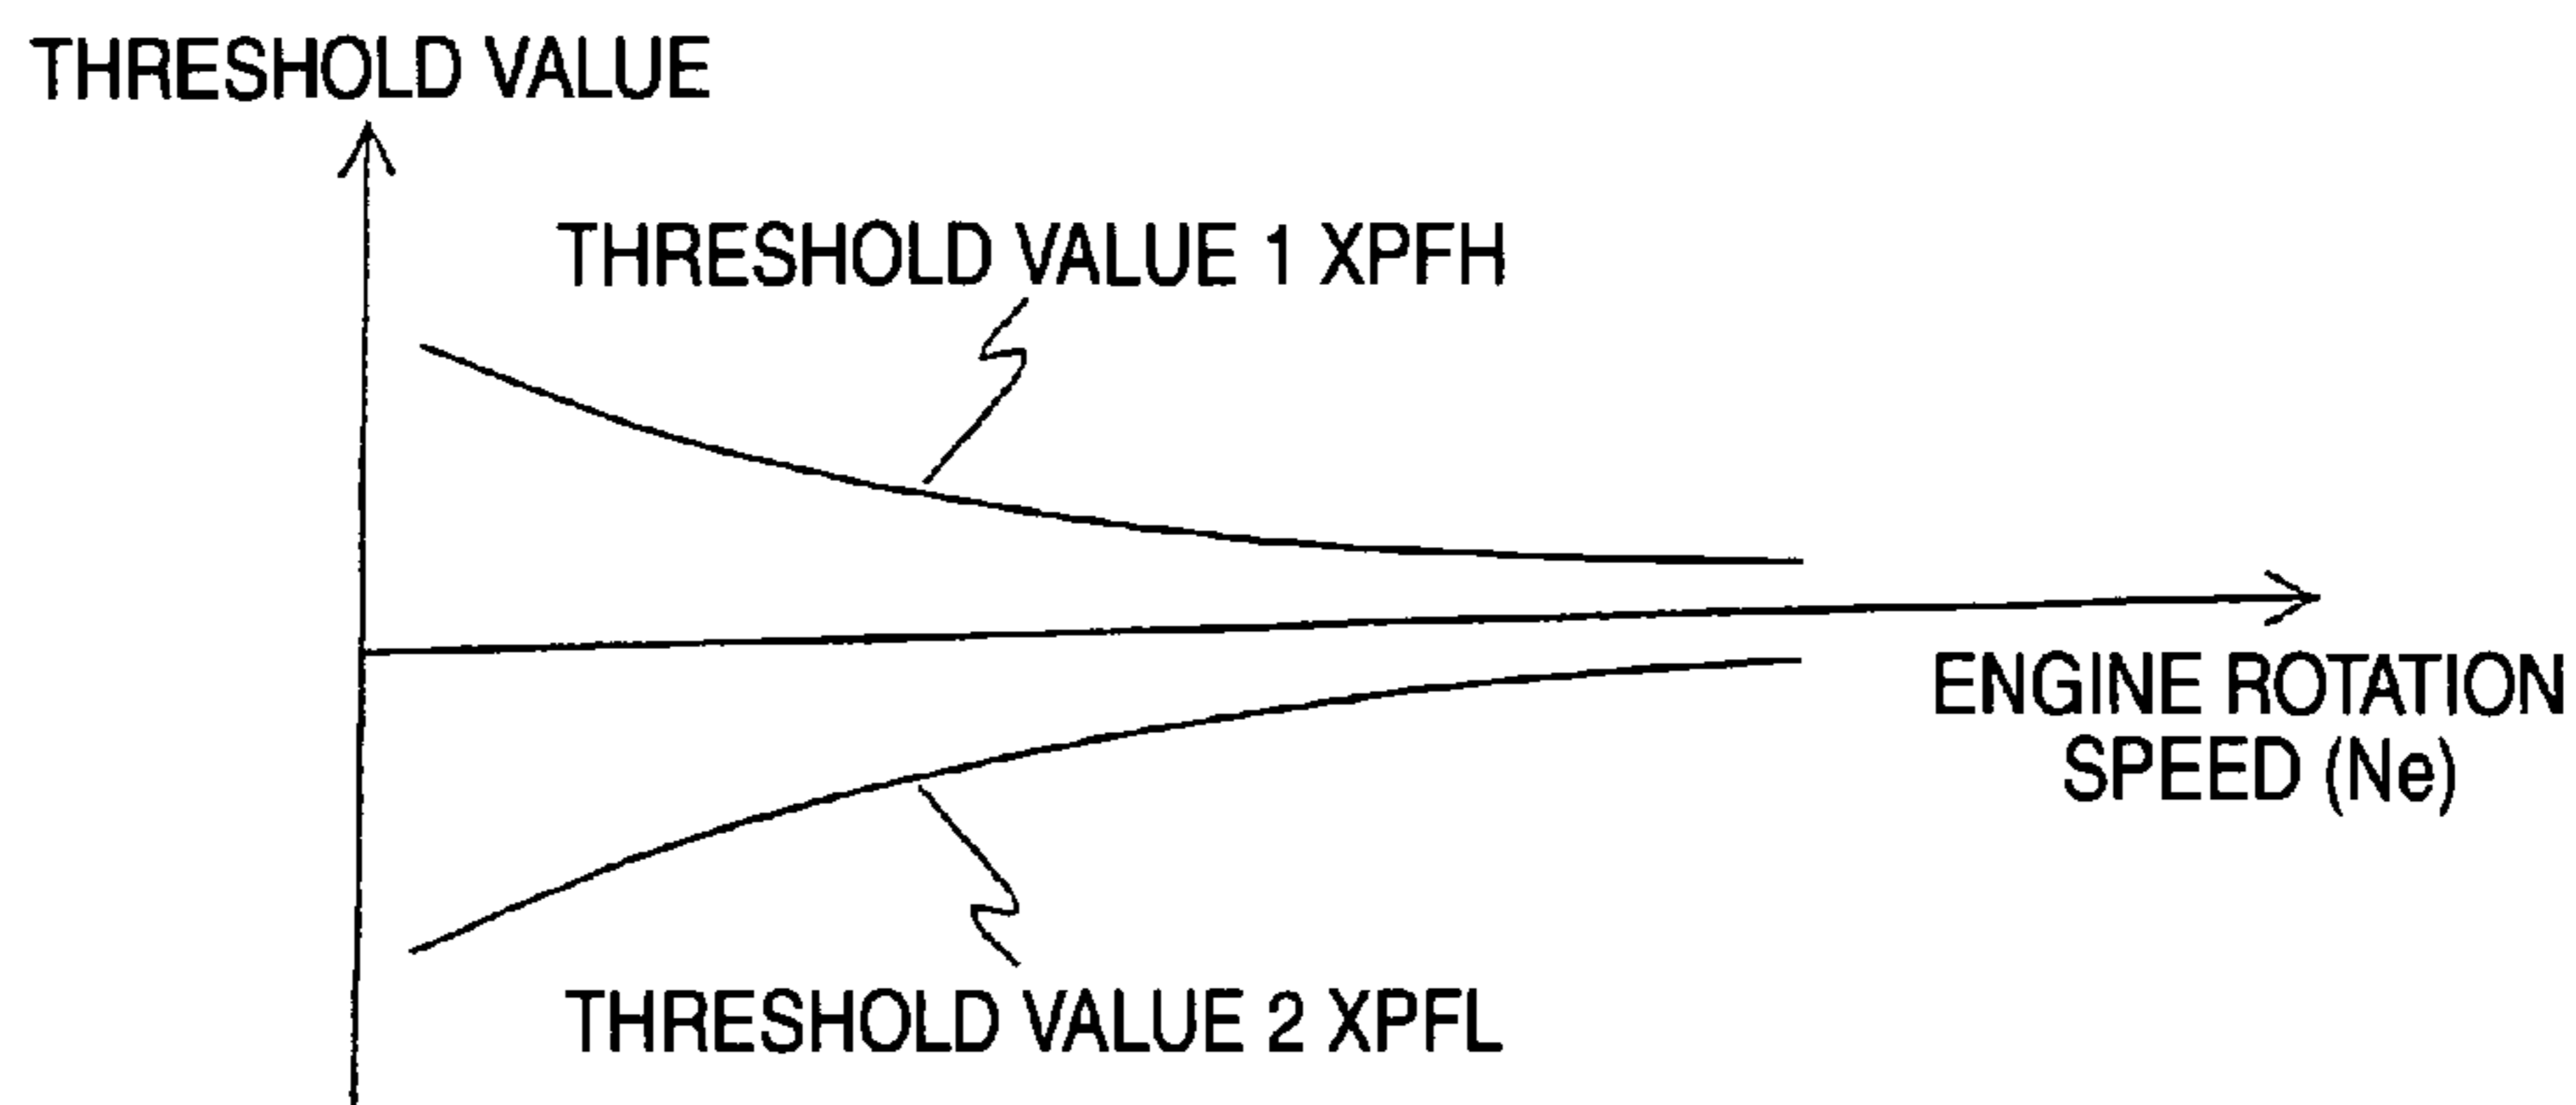 THRESHOLD VALUE
THRESHOLD VALUE 1 XPFH
ENGINE ROTATION
SPEED (Ne)
THRESHOLD VALUE 2 XPFL